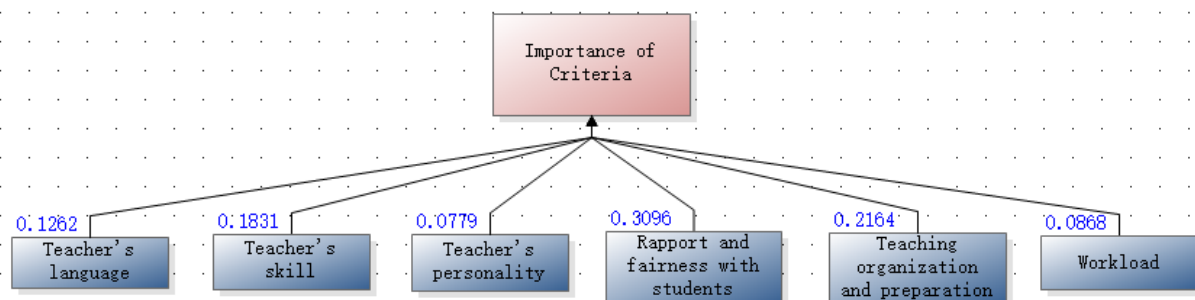 Importance of
Criteria
0.1262
0.1831
0.0779
0.3096
0.2164
0.0868
Teacher's
language
Teacher's
skill
Teacher's
personality
Rapport and
fairness with
students
Teaching
organization
and preparation
Workload